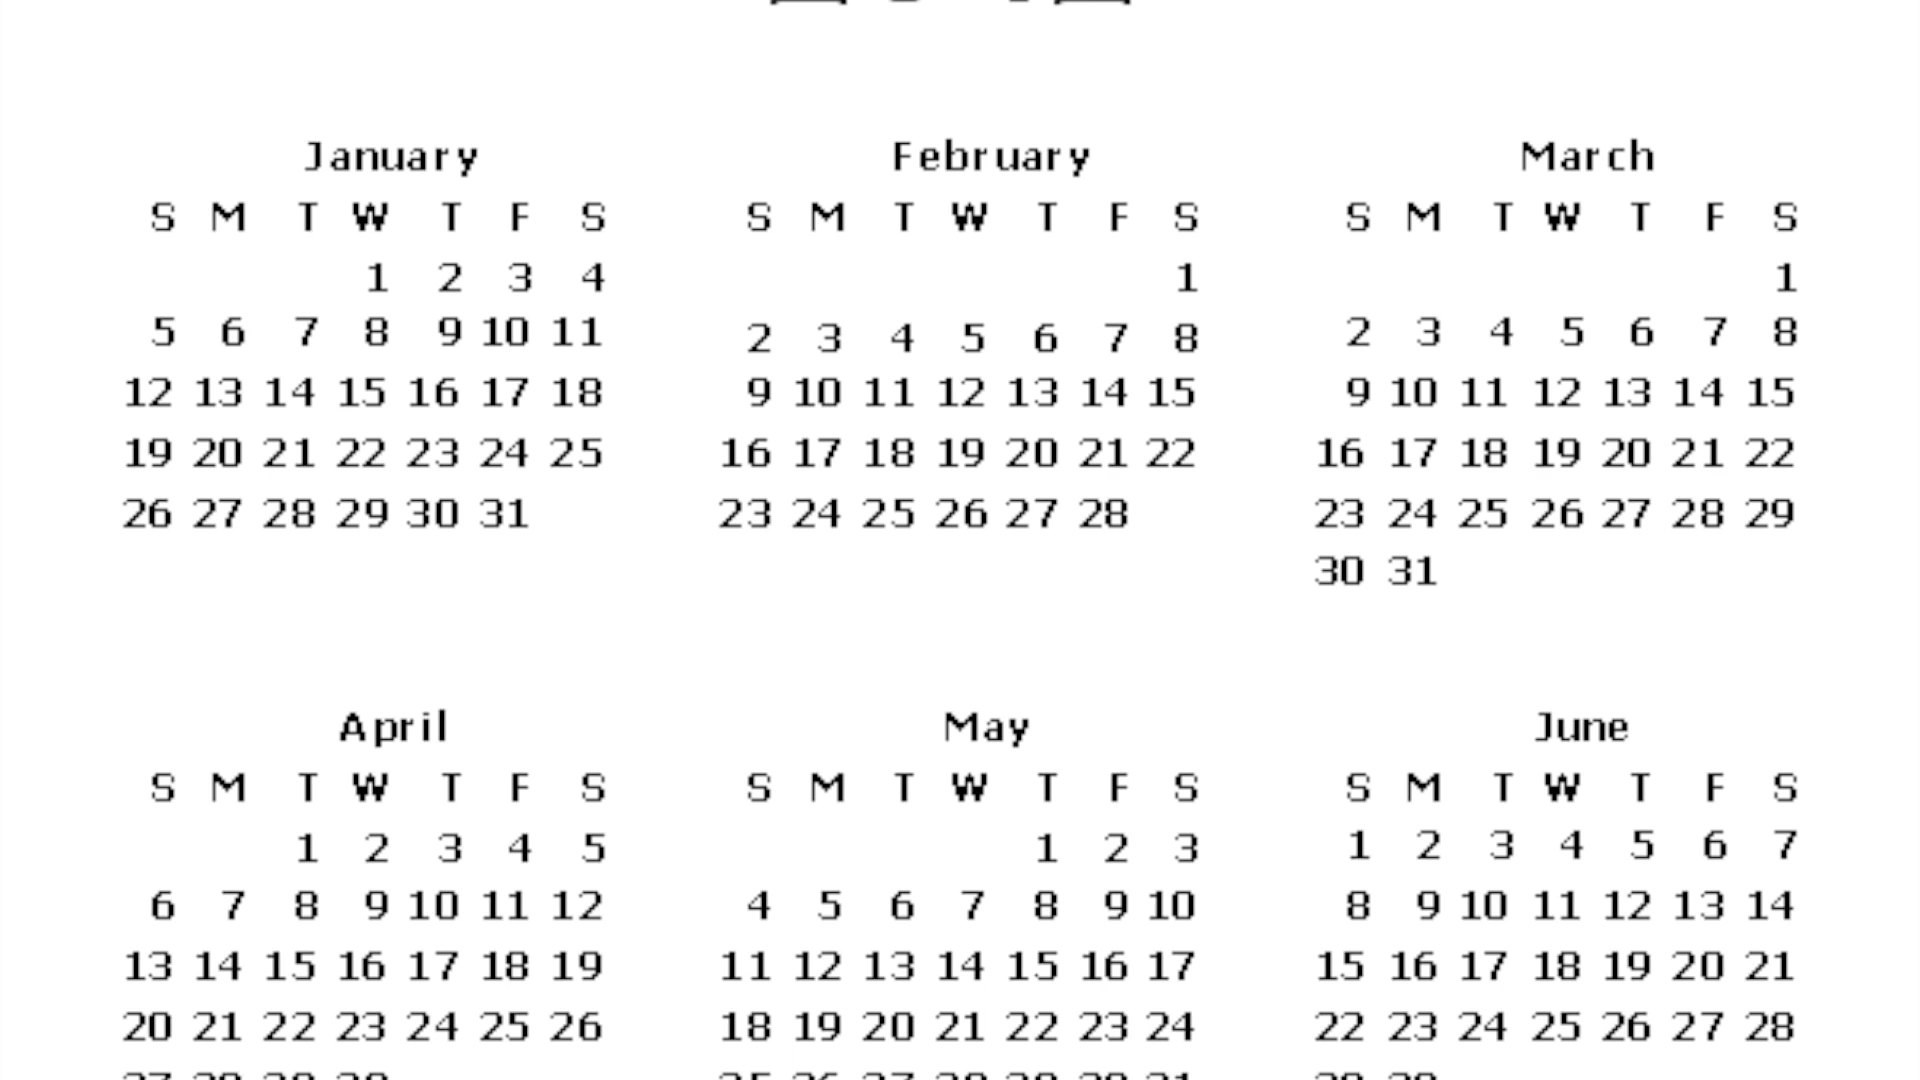 January February March
S M T W T F S S M T W T F S S M T W T F S
1 2 3 4 1 1
5 6 7 8 9 10 11 2 3 4 5 6 7 8 2 3 4 5 6 7 8
12 13 14 15 16 17 18 9 10 11 12 13 14 15 9 10 11 12 13 14 15
19 20 21 22 23 24 25 16 17 18 19 20 21 22 16 17 18 19 20 21 22
26 27 28 29 30 31 23 24 25 26 27 28 23 24 25 26 27 28 29
30 31
April May June
S M T W T F S S M T W T F S S M T W T F S
1 2 3 4 5 1 2 3 1 2 3 4 5 6 7
6 7 8 9 10 11 12 4 5 6 7 8 9 10 8 9 10 11 12 13 14
13 14 15 16 17 18 19 11 12 13 14 15 16 17 15 16 17 18 19 20 21
20 21 22 23 24 25 26 18 19 20 21 22 23 24 22 23 24 25 26 27 28